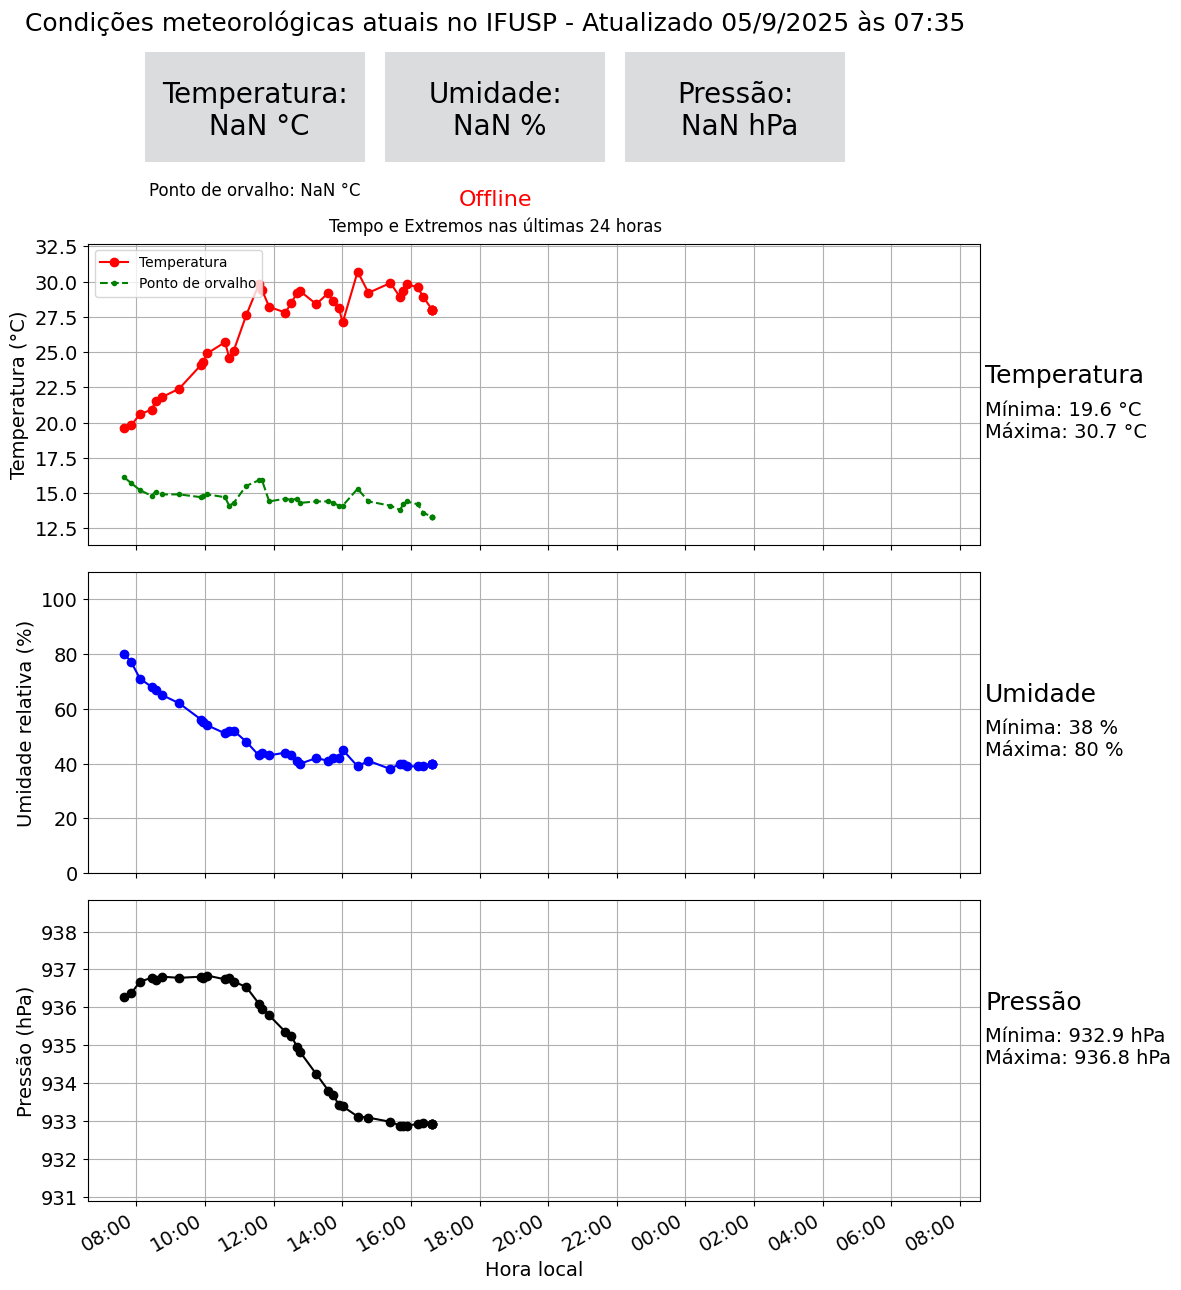 Condições meteorológicas atuais no IFUSP - Atualizado 05/9/2025 às 07:35
Temperatura:
NaN °C
Umidade:
NaN %
Pressão:
NaN hPa
Ponto de orvalho: NaN °C
Offline
Tempo e Extremos nas últimas 24 horas
Temperatura
Ponto de orvalho
Temperatura (°C)
32.5
30.0
27.5
25.0
22.5
20.0
17.5
15.0
12.5
Temperatura
Mínima: 19.6 °C
Máxima: 30.7 °C
Umidade relativa (%)
100
80
60
40
20
0
Umidade
Mínima: 38 %
Máxima: 80 %
Pressão (hPa)
938
937
936
935
934
933
932
931
Pressão
Mínima: 932.9 hPa
Máxima: 936.8 hPa
08:00
10:00
12:00
14:00
16:00
18:00
20:00
22:00
00:00
02:00
04:00
06:00
08:00
Hora local